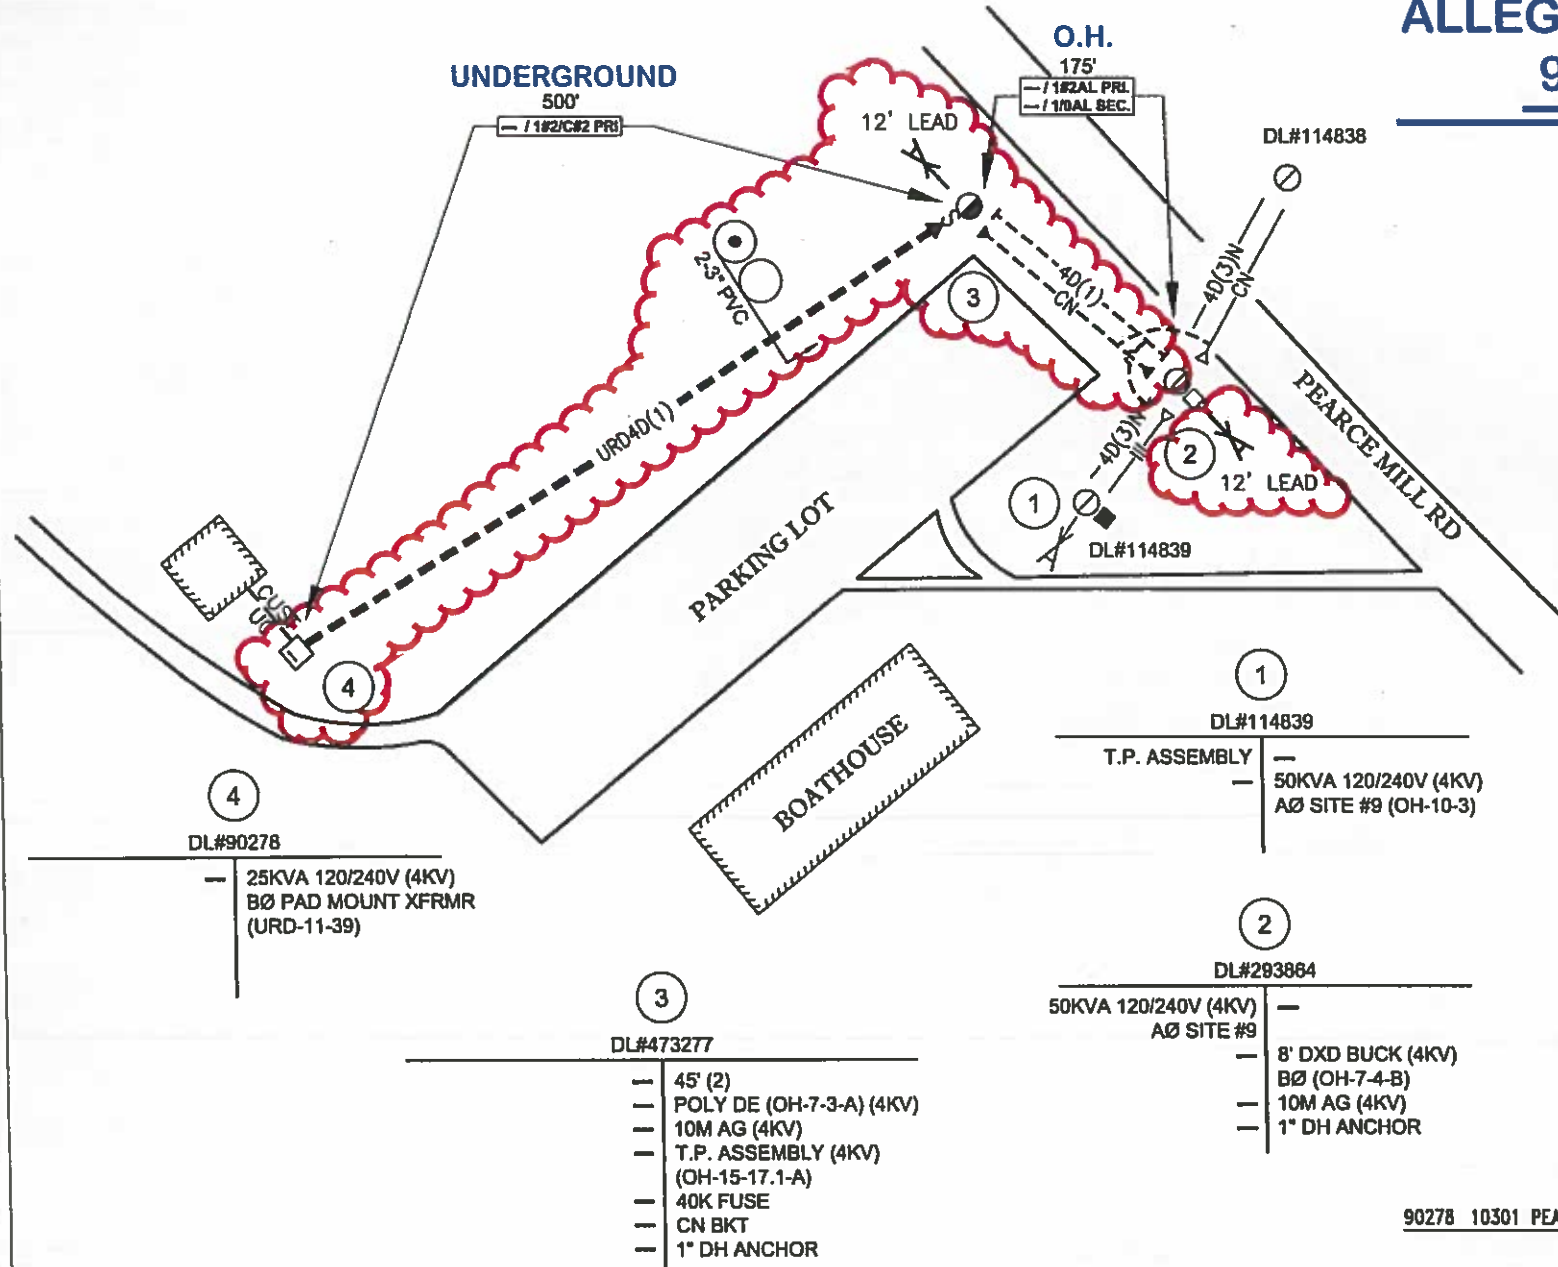 ALLEG
9
UNDERGROUND
500'
— / 1#2/C#2 PRI
O.H.
175'
— / 1#2AL PRI.
— / 1/0AL SEC.
12' LEAD
DL#114838
2-3" PVC
4D(1)
CN
4D(3)N
CN
3
URD4D(1)
PEARCE MILL RD
4D(3)N
2
12' LEAD
1
DL#114839
PARKING LOT
CUST
4
BOATHOUSE
1
DL#114839
T.P. ASSEMBLY —
— 50KVA 120/240V (4KV)
AØ SITE #9 (OH-10-3)
4
DL#90278
— 25KVA 120/240V (4KV)
BØ PAD MOUNT XFRMR
(URD-11-39)
2
DL#293864
50KVA 120/240V (4KV) —
AØ SITE #9
— 8' DXD BUCK (4KV)
BØ (OH-7-4-B)
— 10M AG (4KV)
— 1" DH ANCHOR
3
DL#473277
— 45' (2)
— POLY DE (OH-7-3-A) (4KV)
— 10M AG (4KV)
— T.P. ASSEMBLY (4KV)
(OH-15-17.1-A)
— 40K FUSE
— CN BKT
— 1" DH ANCHOR
90278 10301 PEA